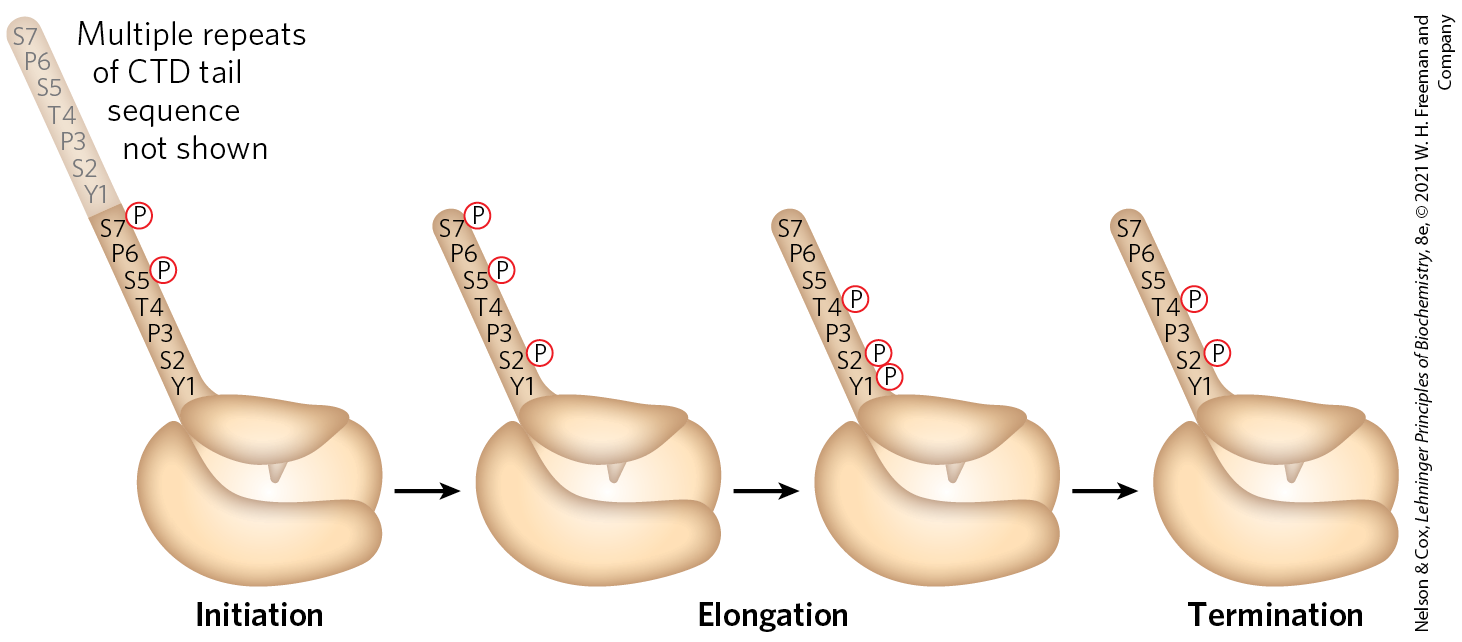 Multiple repeats
of CTD tail
sequence
not shown
S7
P6
S5
T4
P3
S2
Y1
S7 P
P6
S5 P
T4
P3
S2
Y1
S7 P
P6
S5 P
T4
P3
S2 P
Y1
S7
P6
S5
T4 P
P3
S2 P
Y1 P
S7
P6
S5
T4 P
P3
S2 P
Y1
Initiation
Elongation
Termination
Nelson & Cox, Lehninger Principles of Biochemistry, 8e, © 2021 W. H. Freeman and
Company